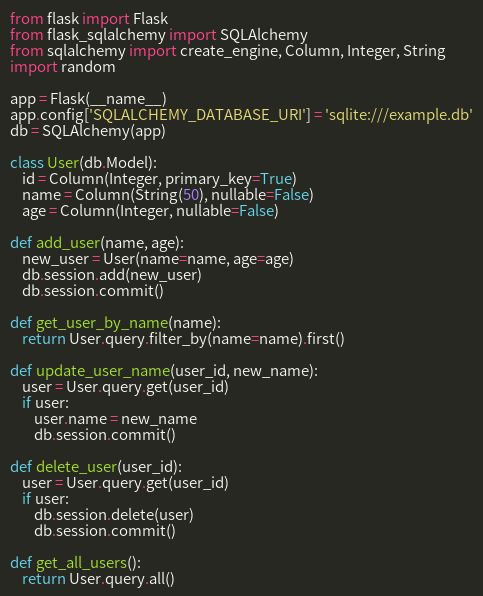 from flask import Flask
from flask_sqlalchemy import SQLAlchemy
from sqlalchemy import create_engine, Column, Integer, String
import random

app = Flask(__name__)
app.config['SQLALCHEMY_DATABASE_URI'] = 'sqlite:///example.db'
db = SQLAlchemy(app)

class User(db.Model):
    id = Column(Integer, primary_key=True)
    name = Column(String(50), nullable=False)
    age = Column(Integer, nullable=False)

def add_user(name, age):
    new_user = User(name=name, age=age)
    db.session.add(new_user)
    db.session.commit()

def get_user_by_name(name):
    return User.query.filter_by(name=name).first()

def update_user_name(user_id, new_name):
    user = User.query.get(user_id)
    if user:
        user.name = new_name
        db.session.commit()

def delete_user(user_id):
    user = User.query.get(user_id)
    if user:
        db.session.delete(user)
        db.session.commit()

def get_all_users():
    return User.query.all()